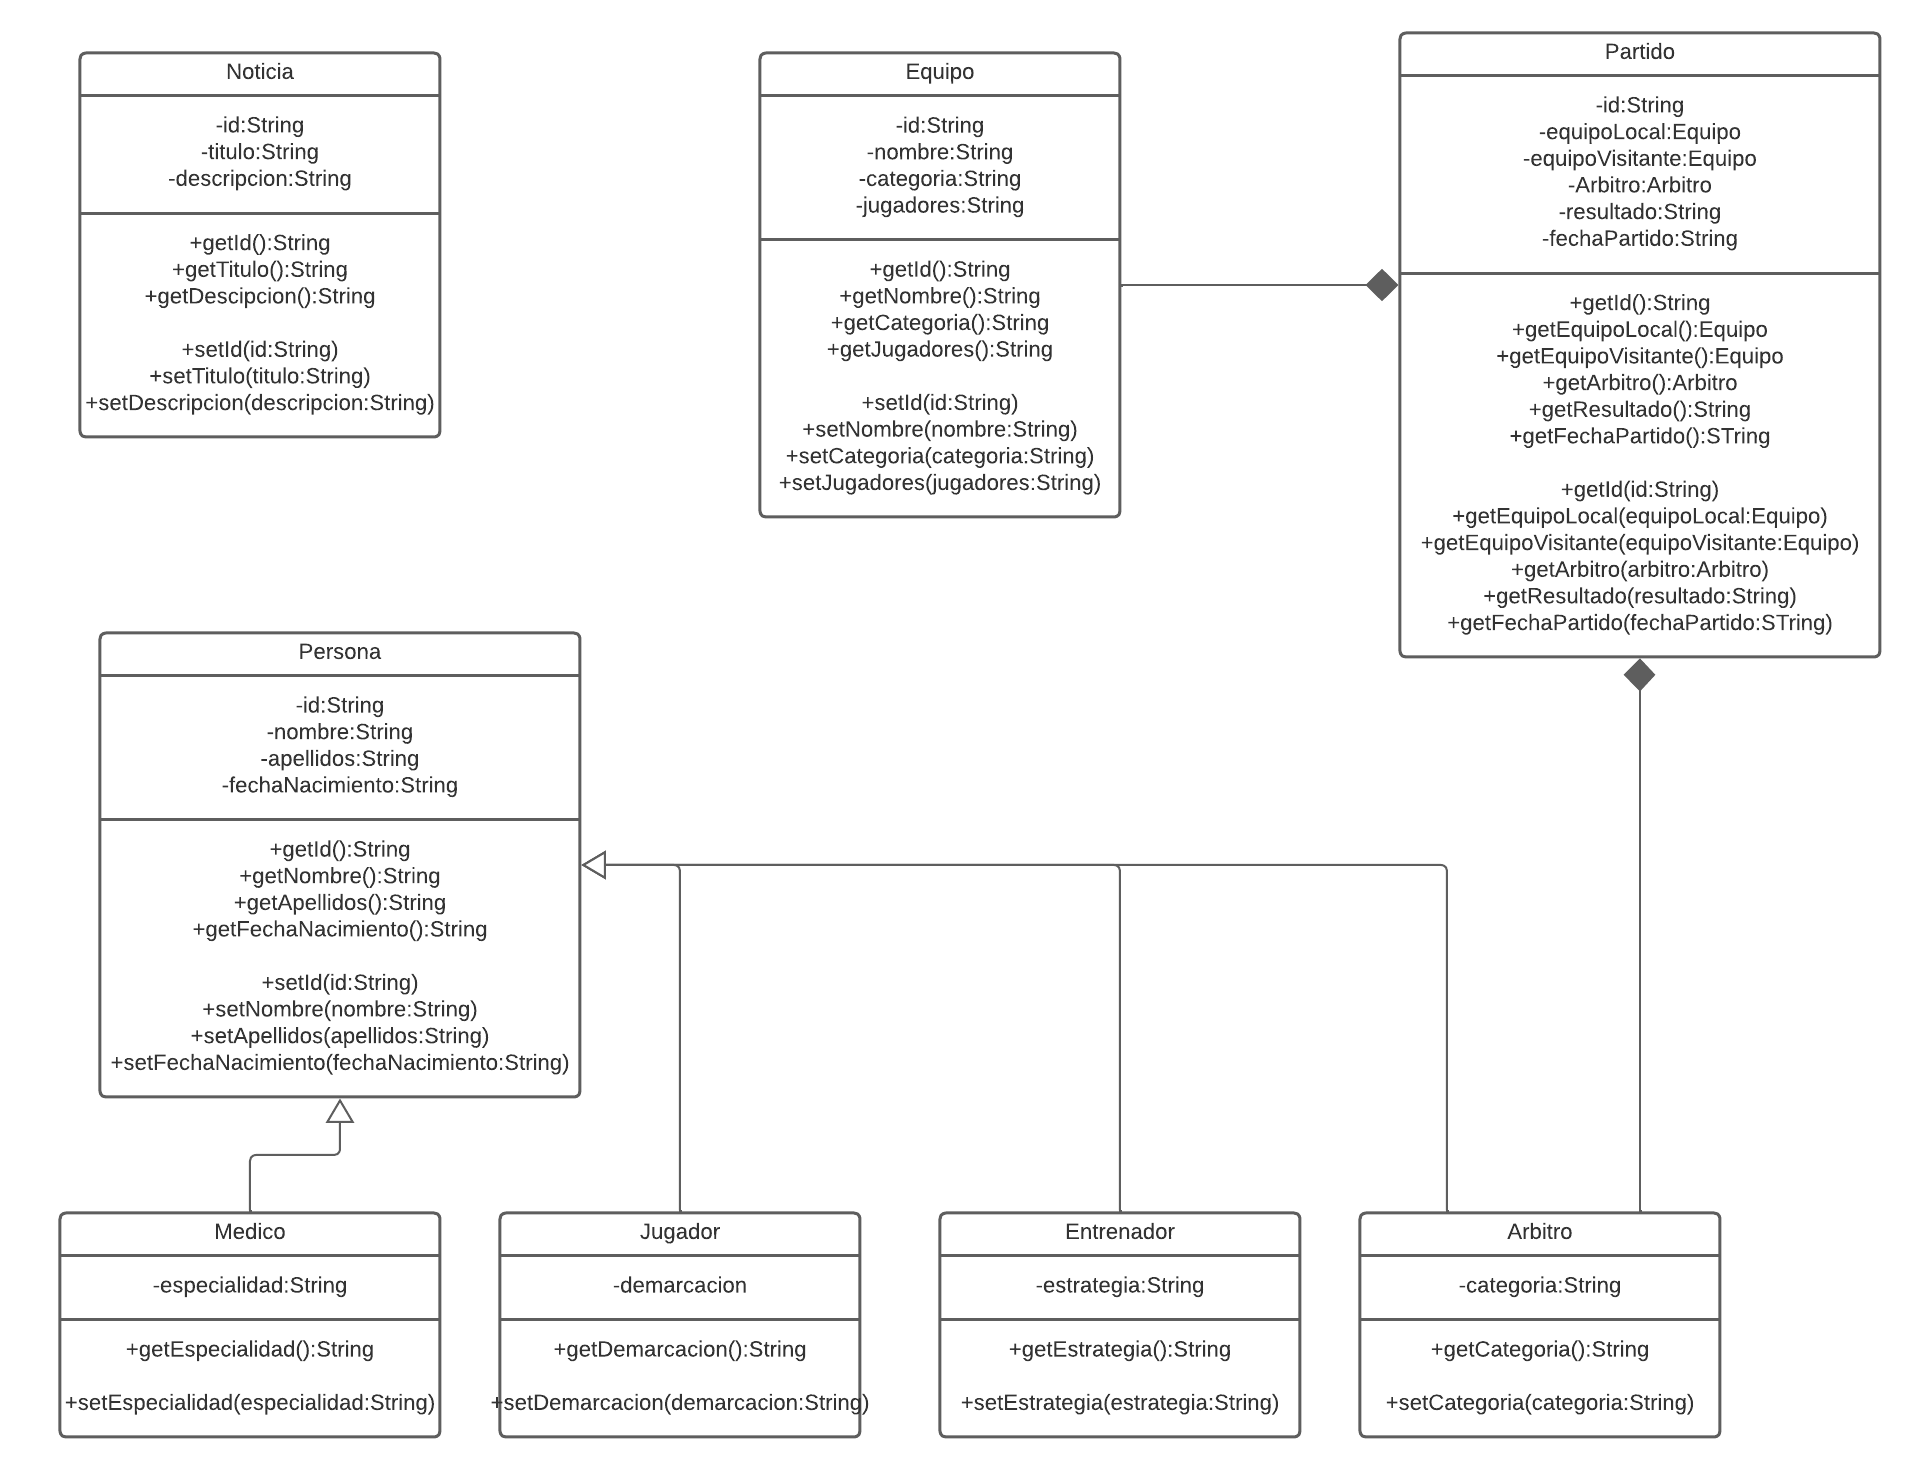 Noticia
-id:String
-titulo:String
-descripcion:String
+getId():String
+getTitulo():String
+getDescipcion():String
+setId(id:String)
+setTitulo(titulo:String)
+setDescripcion(descripcion:String)
Equipo
-id:String
-nombre:String
-categoria:String
-jugadores:String
+getId():String
+getNombre():String
+getCategoria():String
+getJugadores():String
+setId(id:String)
+setNombre(nombre:String)
+setCategoria(categoria:String)
+setJugadores(jugadores:String)
Partido
-id:String
-equipoLocal:Equipo
-equipoVisitante:Equipo
-Arbitro:Arbitro
-resultado:String
-fechaPartido:String
+getId():String
+getEquipoLocal():Equipo
+getEquipoVisitante():Equipo
+getArbitro():Arbitro
+getResultado():String
+getFechaPartido():STring
+getId(id:String)
+getEquipoLocal(equipoLocal:Equipo)
+getEquipoVisitante(equipoVisitante:Equipo)
+getArbitro(arbitro:Arbitro)
+getResultado(resultado:String)
+getFechaPartido(fechaPartido:STring)
Persona
-id:String
-nombre:String
-apellidos:String
-fechaNacimiento:String
+getId():String
+getNombre():String
+getApellidos():String
+getFechaNacimiento():String
+setId(id:String)
+setNombre(nombre:String)
+setApellidos(apellidos:String)
+setFechaNacimiento(fechaNacimiento:String)
Medico
-especialidad:String
+getEspecialidad():String
+setEspecialidad(especialidad:String)
Jugador
-demarcacion
+getDemarcacion():String
+setDemarcacion(demarcacion:String)
Entrenador
-estrategia:String
+getEstrategia():String
+setEstrategia(estrategia:String)
Arbitro
-categoria:String
+getCategoria():String
+setCategoria(categoria:String)